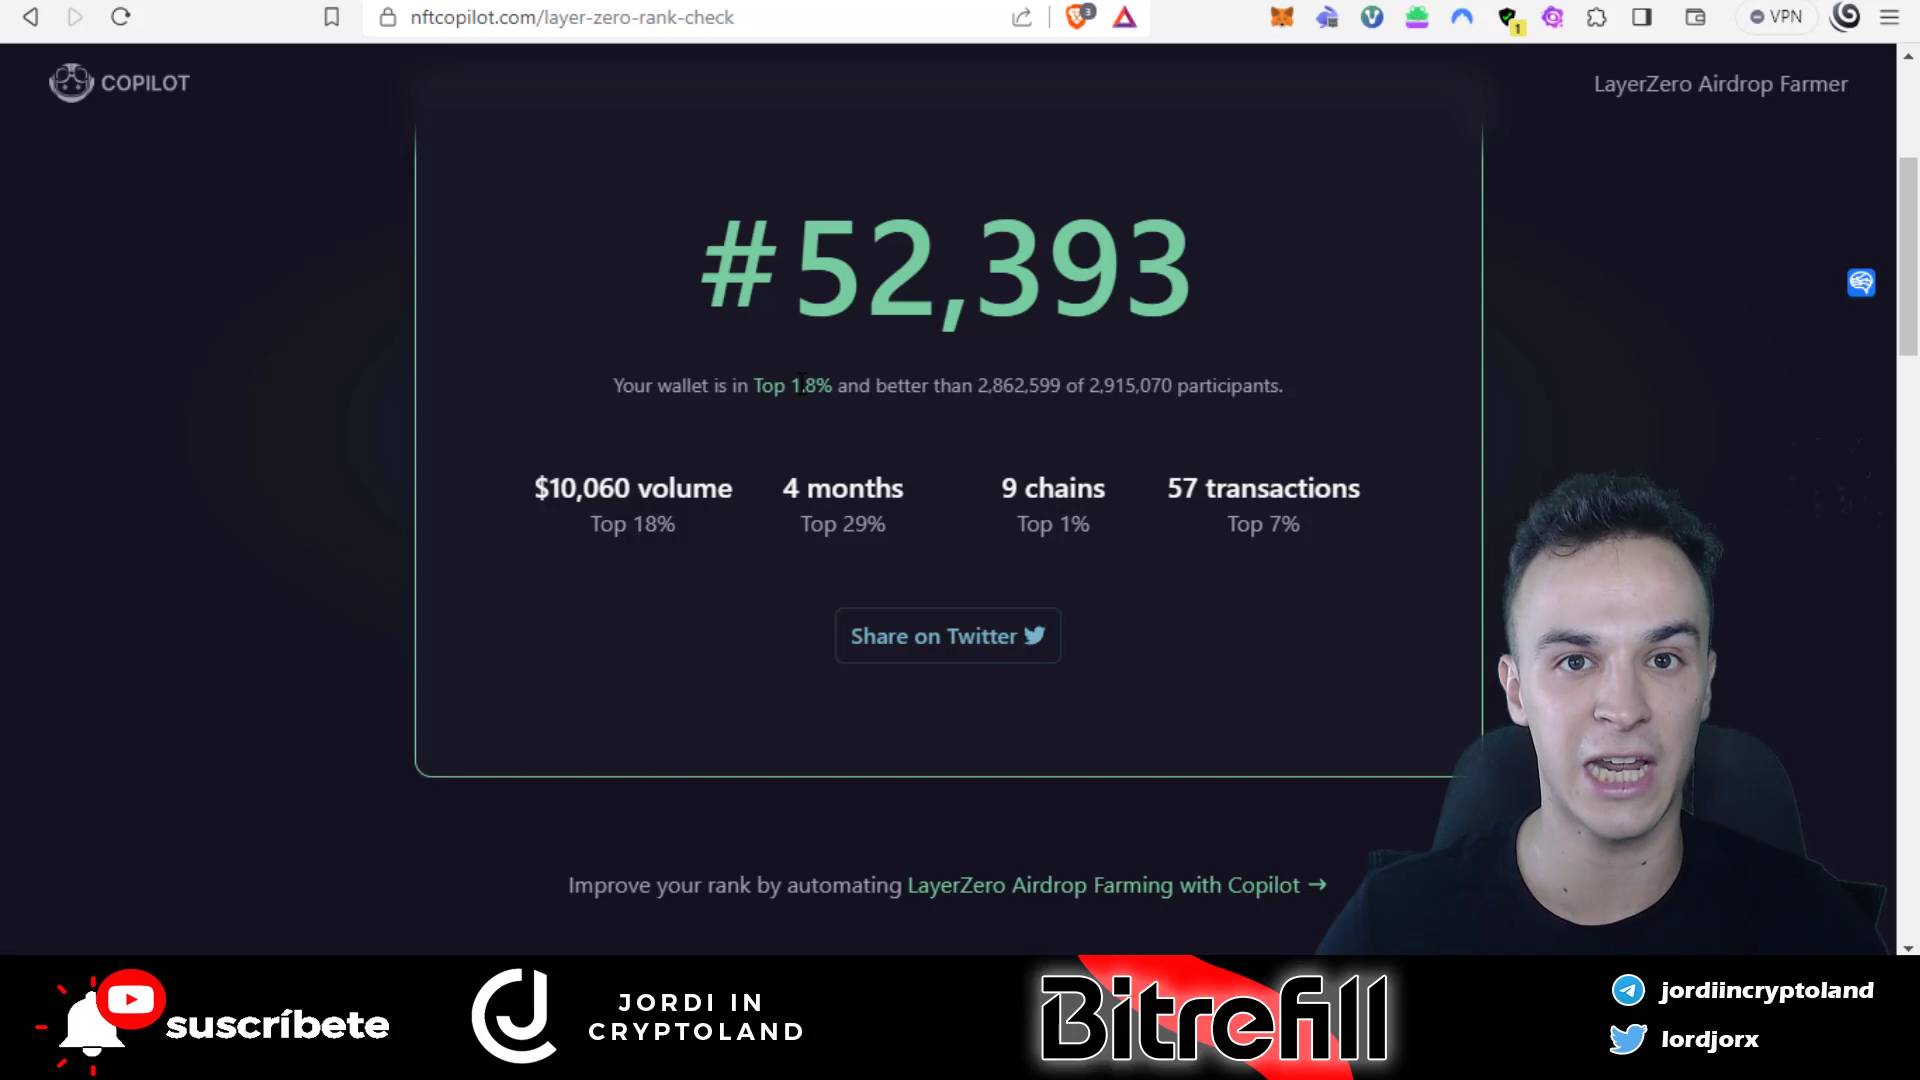 nftcopilot.com/layer-zero-rank-check
3
1
VPN
COPILOT
LayerZero Airdrop Farmer
#52,393
Your wallet is in Top 1.8% and better than 2,862,599 of 2,915,070 participants.
$10,060 volume
4 months
9 chains
57 transactions
Top 18%
Top 29%
Top 1%
Top 7%
Share on Twitter
Improve your rank by automating LayerZero Airdrop Farming with Copilot →
suscríbete
JORDI IN
CRYPTOLAND
Bitrefill
jordiincryptoland
lordjorx